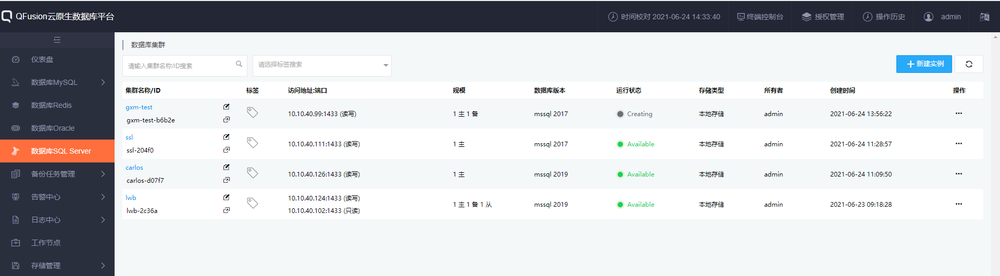 QFusion云原生数据库平台
时间校对 2021-06-24 14:33:40
终端控制台
授权管理
操作历史
admin
仪表盘
数据库MySQL
数据库Redis
数据库Oracle
数据库SQL Server
备份任务管理
告警中心
日志中心
工作节点
存储管理
数据库集群
请输入集群名称/ID搜索
请选择标签搜索
新建实例
集群名称/ID 标签 访问地址:端口 规模 数据库版本 运行状态 存储类型 所有者 创建时间 操作
gxm-test
gxm-test-b6b2e
10.10.40.99:1433 (读写) 1 主 1 备 mssql 2017 Creating 本地存储 admin 2021-06-24 13:56:22
ssl
ssl-204f0
10.10.40.111:1433 (读写) 1 主 mssql 2017 Available 本地存储 admin 2021-06-24 11:28:57
carlos
carlos-d07f7
10.10.40.126:1433 (读写) 1 主 mssql 2019 Available 本地存储 admin 2021-06-24 11:09:50
lwb
lwb-2c36a
10.10.40.124:1433 (读写)
10.10.40.102:1433 (只读)
1 主 1 备 1 从 mssql 2019 Available 本地存储 admin 2021-06-23 09:18:28